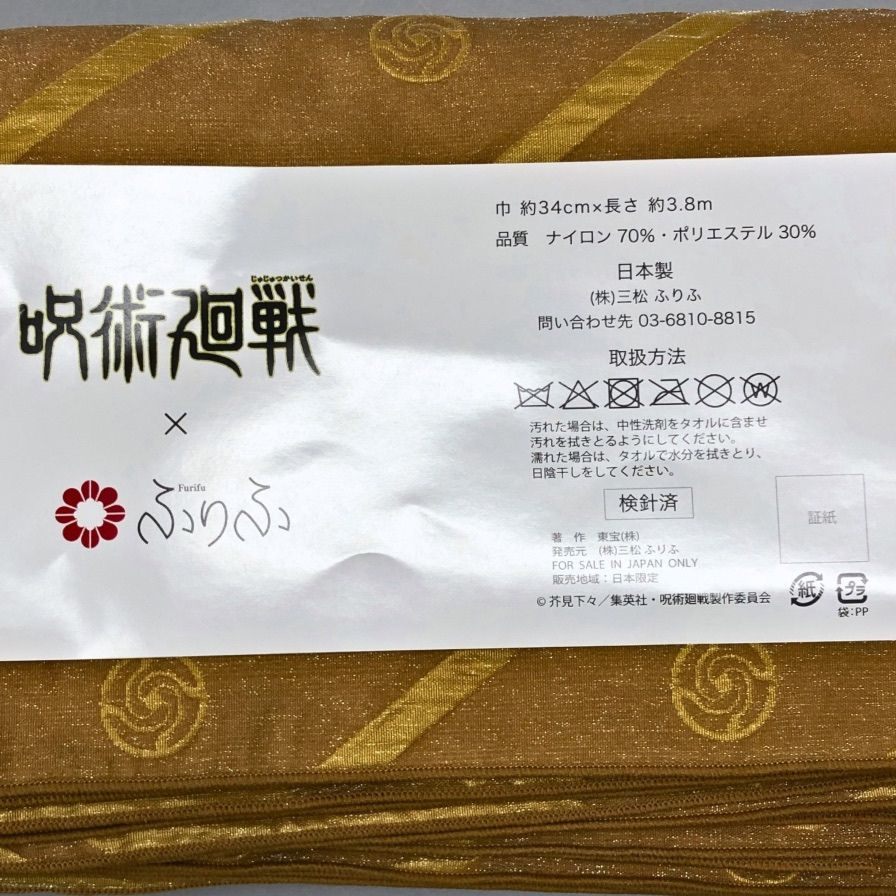 じゅじゅつかいせん
呪術廻戦
×
Furifu
ふりふ
巾 約34cm×長さ 約3.8m
品質 ナイロン 70%・ポリエステル 30%
日本製
(株)三松 ふりふ
問い合わせ先 03-6810-8815
取扱方法
W
汚れた場合は、中性洗剤をタオルに含ませ
汚れを拭きとるようにしてください。
濡れた場合は、タオルで水分を拭きとり、
日陰干しをしてください。
検針済
証紙
著 作 東宝(株)
発売元 (株)三松 ふりふ
FOR SALE IN JAPAN ONLY
販売地域：日本限定
©芥見下々／集英社・呪術廻戦製作委員会
紙
プラ
袋:PP